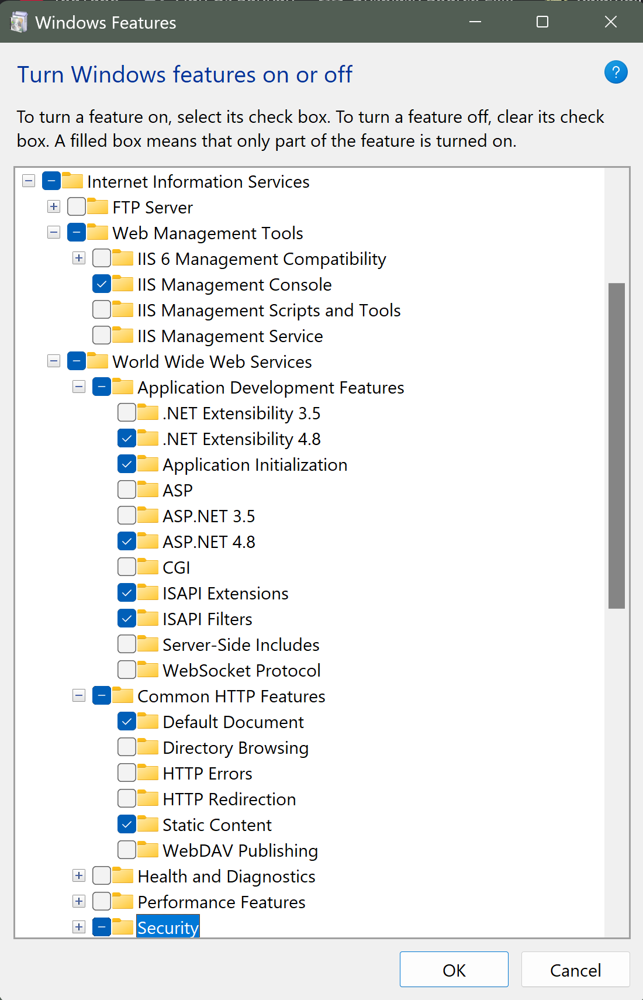 Windows Features
Turn Windows features on or off
?
To turn a feature on, select its check box. To turn a feature off, clear its check
box. A filled box means that only part of the feature is turned on.
Internet Information Services
FTP Server
Web Management Tools
IIS 6 Management Compatibility
IIS Management Console
IIS Management Scripts and Tools
IIS Management Service
World Wide Web Services
Application Development Features
.NET Extensibility 3.5
.NET Extensibility 4.8
Application Initialization
ASP
ASP.NET 3.5
ASP.NET 4.8
CGI
ISAPI Extensions
ISAPI Filters
Server-Side Includes
WebSocket Protocol
Common HTTP Features
Default Document
Directory Browsing
HTTP Errors
HTTP Redirection
Static Content
WebDAV Publishing
Health and Diagnostics
Performance Features
Security
OK
Cancel